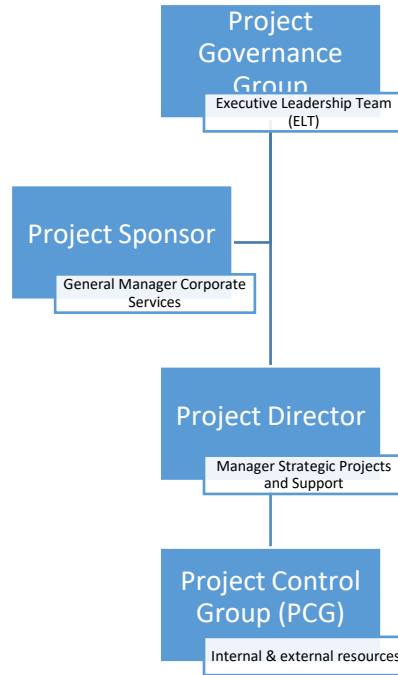 Project
Governance
Group
Executive Leadership Team
(ELT)
Project Sponsor
General Manager Corporate
Services
Project Director
Manager Strategic Projects
and Support
Project Control
Group (PCG)
Internal & external resources